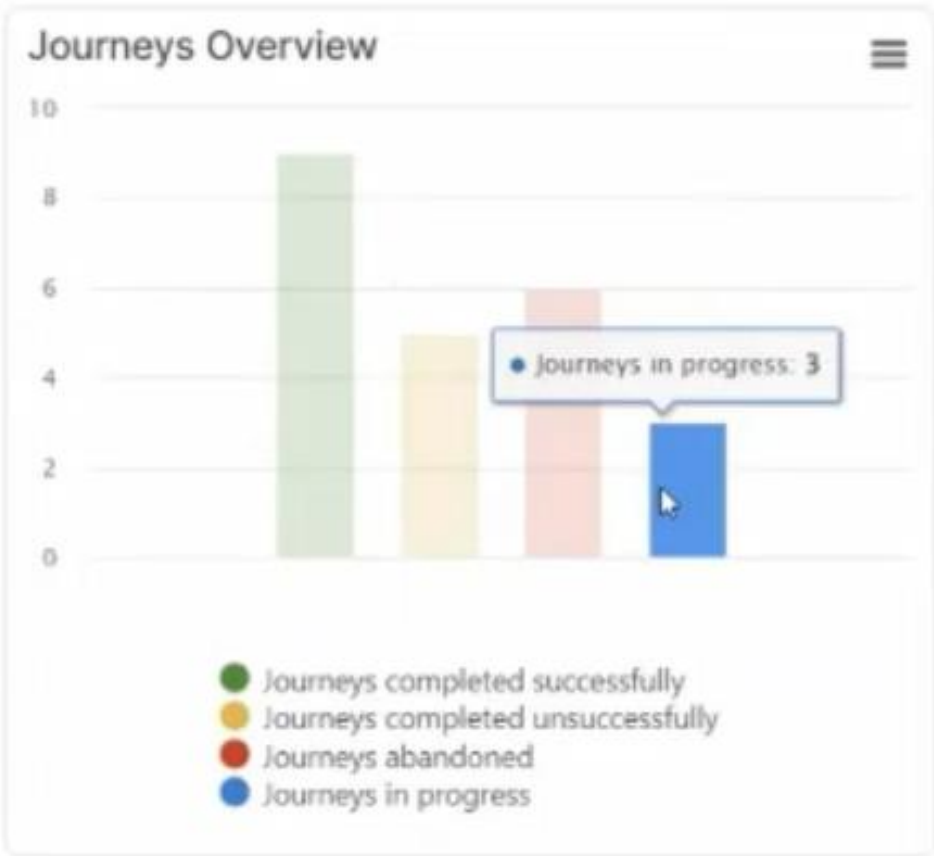 Journeys Overview
10
8
6
4
2
0
Journeys in progress: 3
Journeys completed successfully
Journeys completed unsuccessfully
Journeys abandoned
Journeys in progress